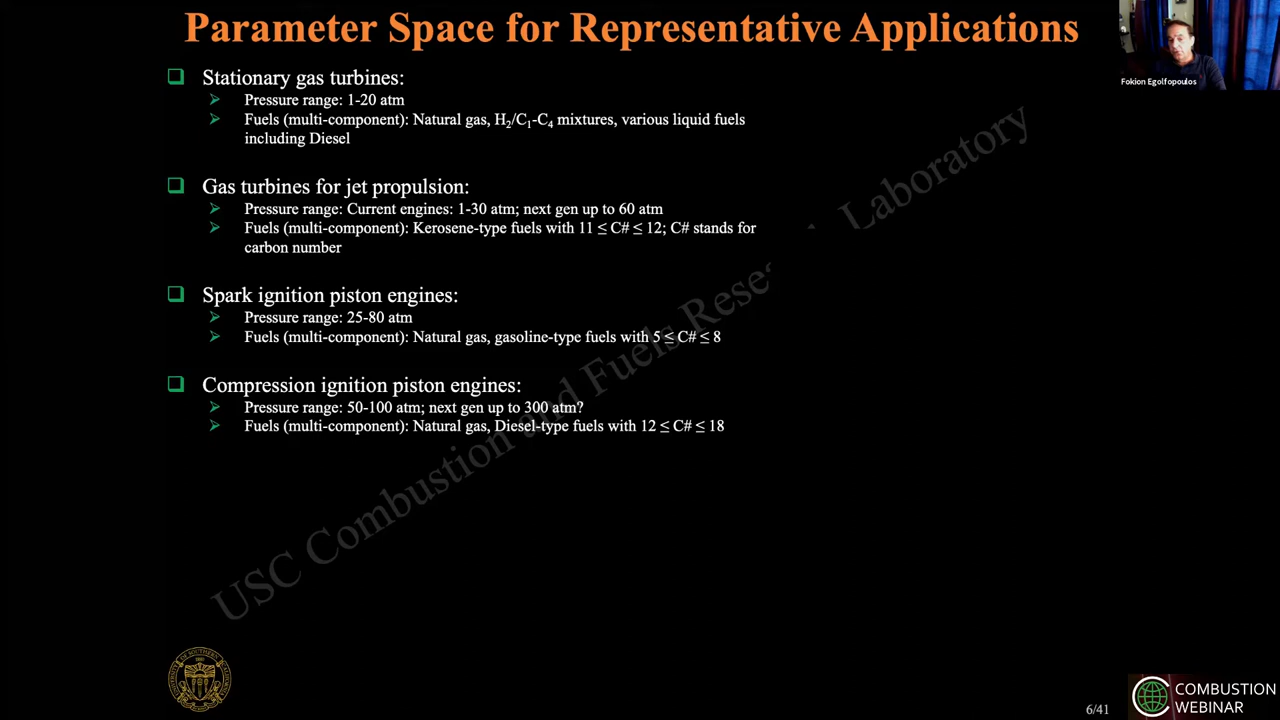 Parameter Space for Representative Applications
Fokion Egolfopoulos
❑ Stationary gas turbines:
➢ Pressure range: 1-20 atm
➢ Fuels (multi-component): Natural gas, H₂/C₁-C₄ mixtures, various liquid fuels
including Diesel
❑ Gas turbines for jet propulsion:
➢ Pressure range: Current engines: 1-30 atm; next gen up to 60 atm
➢ Fuels (multi-component): Kerosene-type fuels with 11 ≤ C# ≤ 12; C# stands for
carbon number
❑ Spark ignition piston engines:
➢ Pressure range: 25-80 atm
➢ Fuels (multi-component): Natural gas, gasoline-type fuels with 5 ≤ C# ≤ 8
❑ Compression ignition piston engines:
➢ Pressure range: 50-100 atm; next gen up to 300 atm?
➢ Fuels (multi-component): Natural gas, Diesel-type fuels with 12 ≤ C# ≤ 18
USC Combustion and Fuels Laboratory
6/41
COMBUSTION
WEBINAR